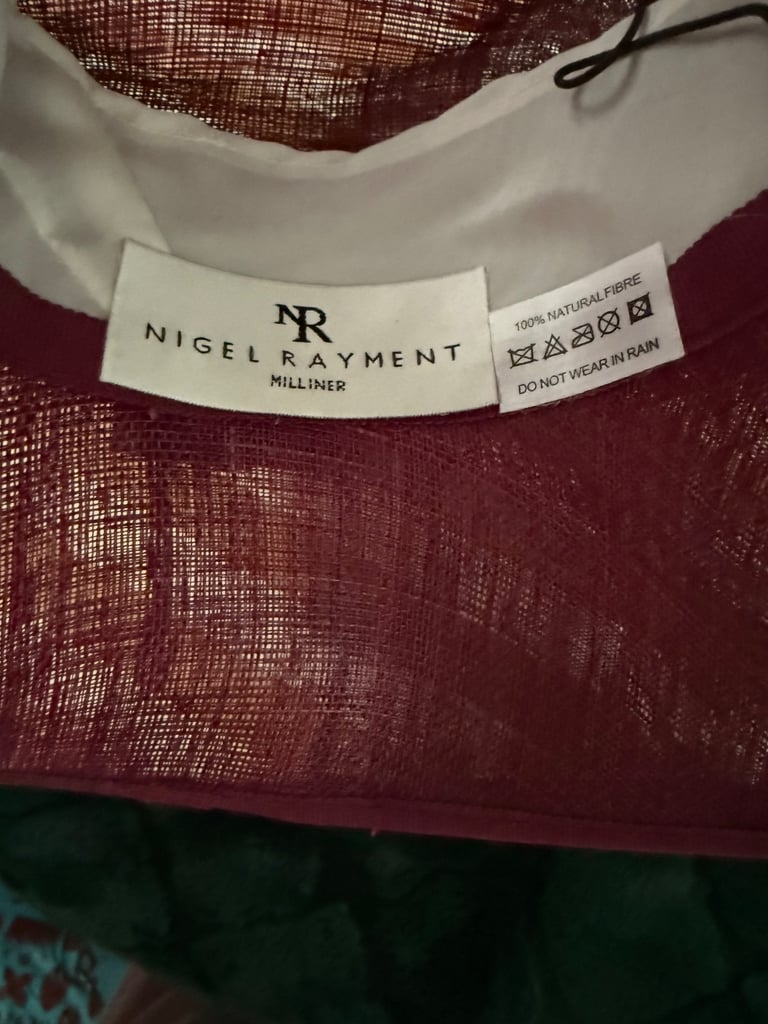 NR
NIGEL RAYMENT
MILLINER
100% NATURAL FIBRE
DO NOT WEAR IN RAIN